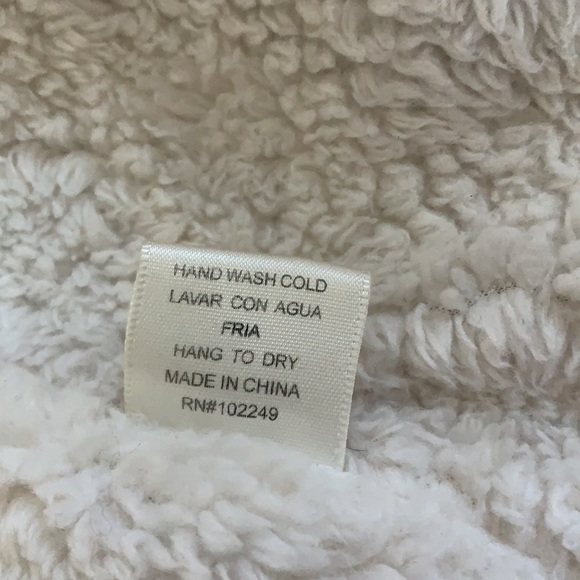 HAND WASH COLD
LAVAR CON AGUA
FRIA
HANG TO DRY
MADE IN CHINA
RN#102249